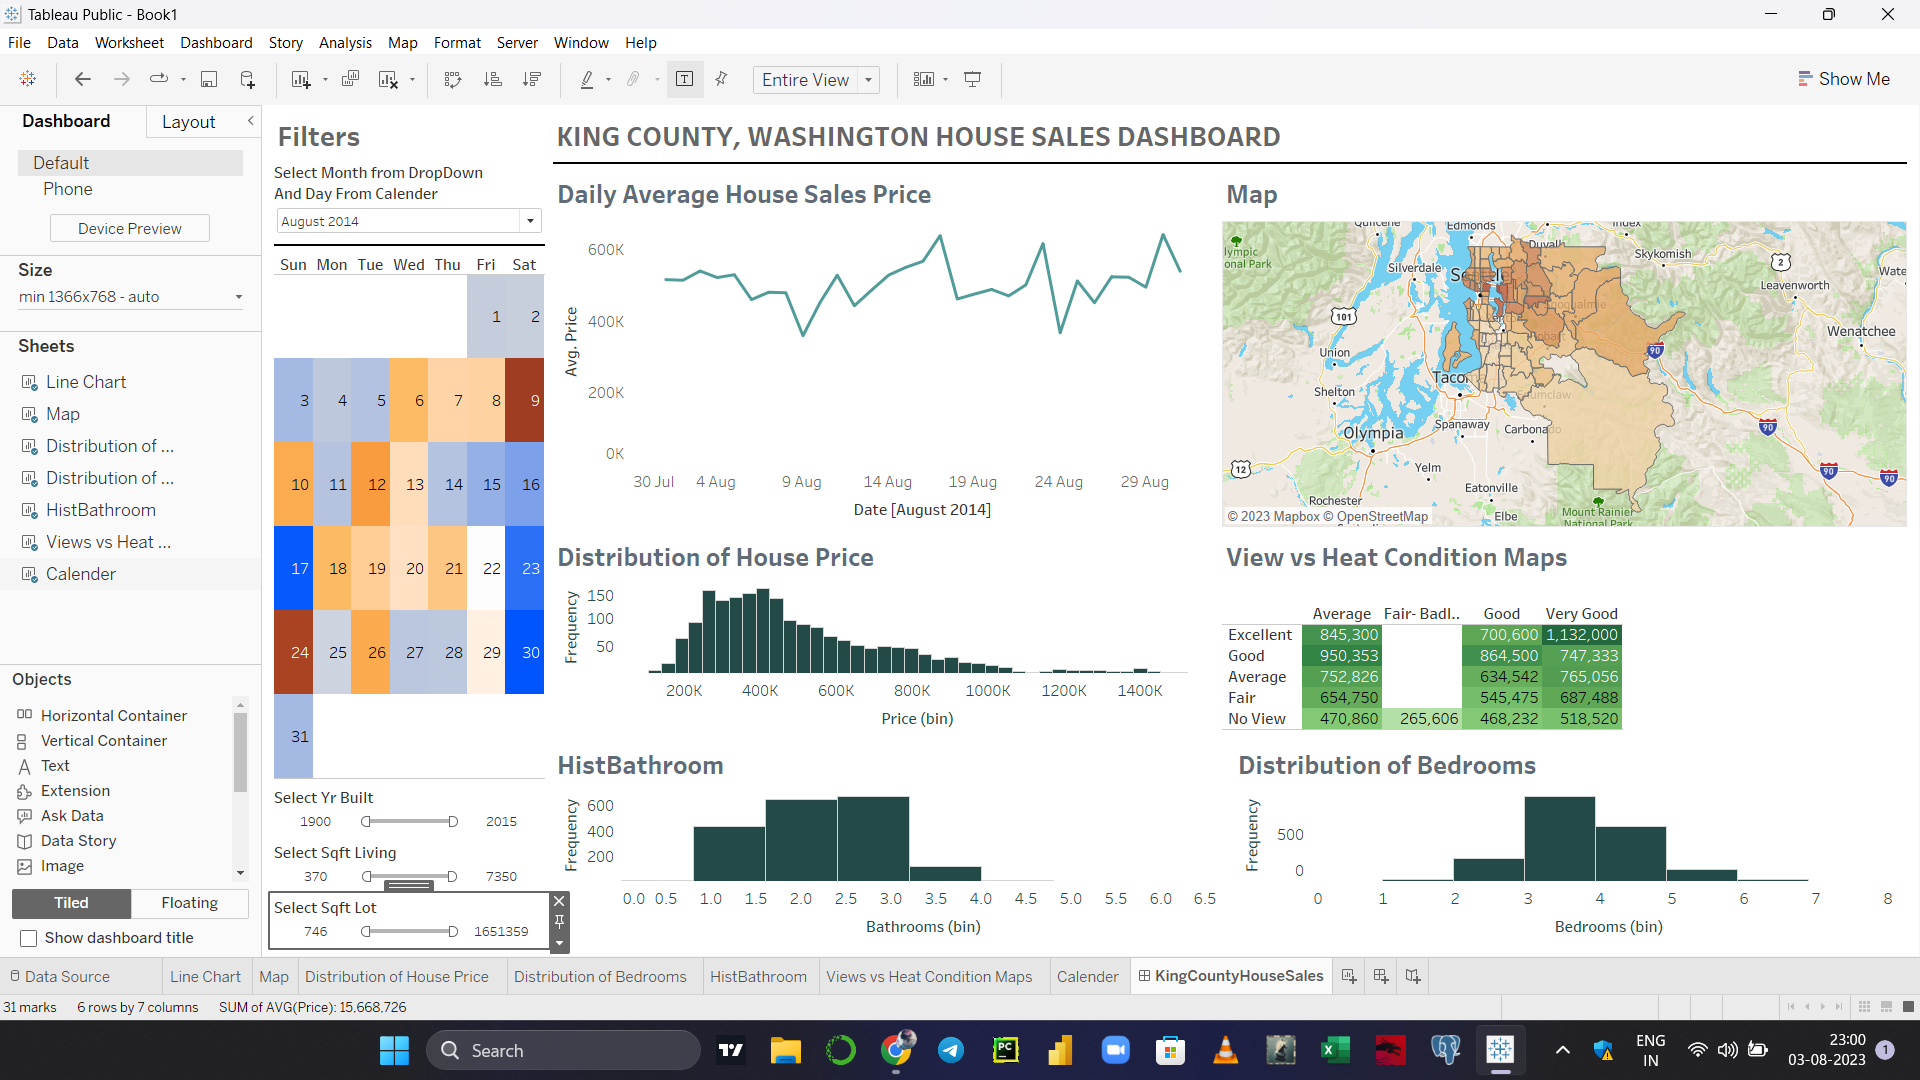 Tableau Public - Book1
File Data Worksheet Dashboard Story Analysis Map Format Server Window Help
Entire View
Show Me
Dashboard
Layout
Default
Phone
Device Preview
Size
min 1366x768 - auto
Sheets
Line Chart
Map
Distribution of ...
Distribution of ...
HistBathroom
Views vs Heat ...
Calender
Objects
Horizontal Container
Vertical Container
Text
Extension
Ask Data
Data Story
Image
Tiled Floating
Show dashboard title
Filters
Select Month from DropDown
And Day From Calender
August 2014
Sun Mon Tue Wed Thu Fri Sat
1 2
3 4 5 6 7 8 9
10 11 12 13 14 15 16
17 18 19 20 21 22 23
24 25 26 27 28 29 30
31
Select Yr Built
1900 2015
Select Sqft Living
370 7350
Select Sqft Lot
746 1651359
KING COUNTY, WASHINGTON HOUSE SALES DASHBOARD
Daily Average House Sales Price
Avg. Price
600K
400K
200K
0K
30 Jul 4 Aug 9 Aug 14 Aug 19 Aug 24 Aug 29 Aug
Date [August 2014]
Map
Edmonds
Duvall
Skykomish
Silverdale
Leavenworth
Wenatchee
Union
Shelton
Olympia
Spanaway
Yelm
Eatonville
Rochester
Elbe
Mount Rainier
National Park
101
2
90
90
90
90
12
© 2023 Mapbox © OpenStreetMap
Distribution of House Price
Frequency
150
100
50
200K 400K 600K 800K 1000K 1200K 1400K
Price (bin)
View vs Heat Condition Maps
Average Fair- Badl.. Good Very Good
Excellent 845,300 700,600 1,132,000
Good 950,353 864,500 747,333
Average 752,826 634,542 765,056
Fair 654,750 545,475 687,488
No View 470,860 265,606 468,232 518,520
HistBathroom
Frequency
600
400
200
0.0 0.5 1.0 1.5 2.0 2.5 3.0 3.5 4.0 4.5 5.0 5.5 6.0 6.5
Bathrooms (bin)
Distribution of Bedrooms
Frequency
500
0
0 1 2 3 4 5 6 7 8
Bedrooms (bin)
Data Source Line Chart Map Distribution of House Price Distribution of Bedrooms HistBathroom Views vs Heat Condition Maps Calender KingCountyHouseSales
31 marks 6 rows by 7 columns SUM of AVG(Price): 15,668,726
Search
PC
ENG
IN
23:00
03-08-2023
1